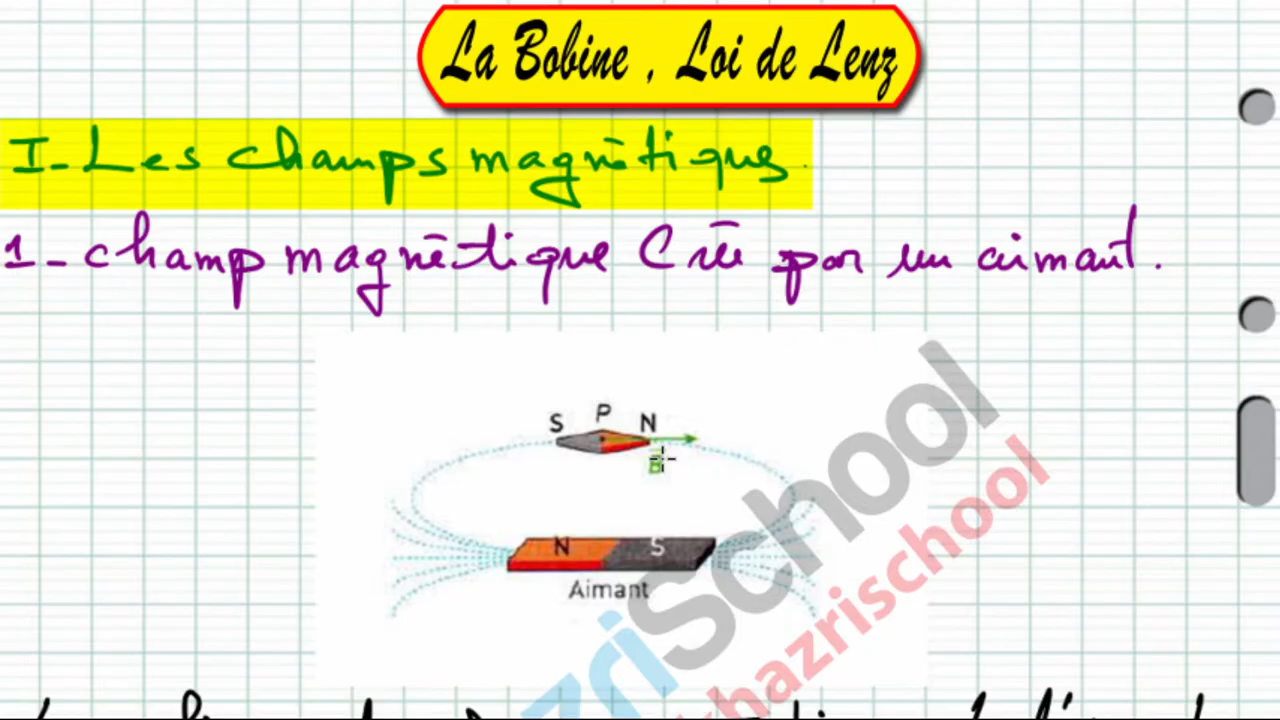 La Bobine , Loi de Lenz
I- Les champs magnétiques.
1- champ magnétique Crée par un aimant.
S P N
B
N S
Aimant
zriSchool
khazrischool